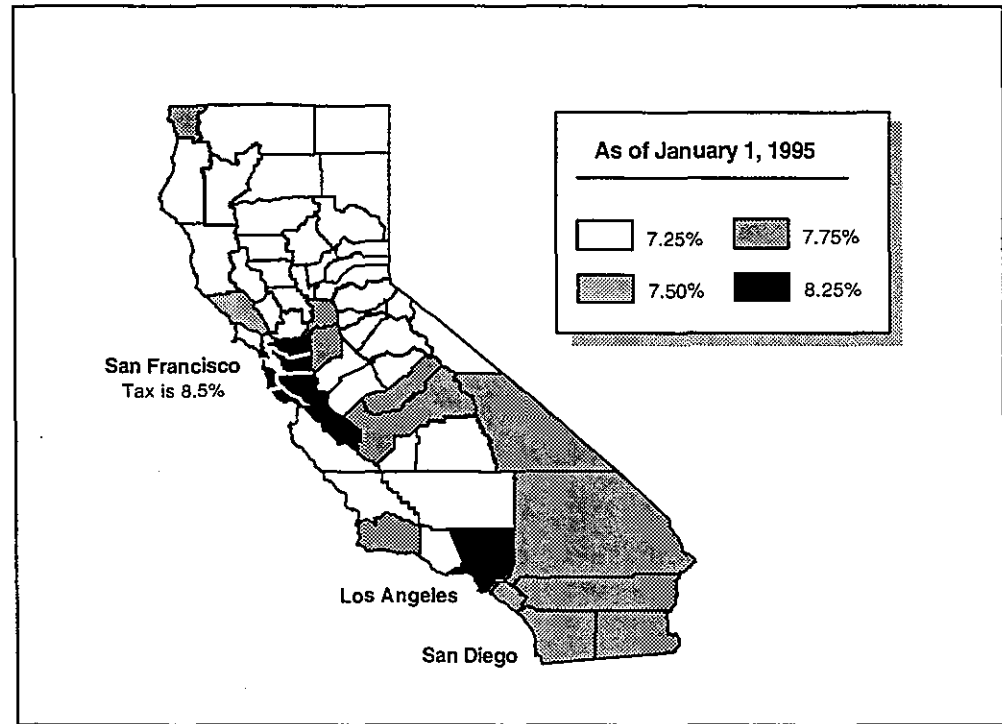 As of January 1, 1995
7.25%
7.75%
7.50%
8.25%
San Francisco
Tax is 8.5%
Los Angeles
San Diego